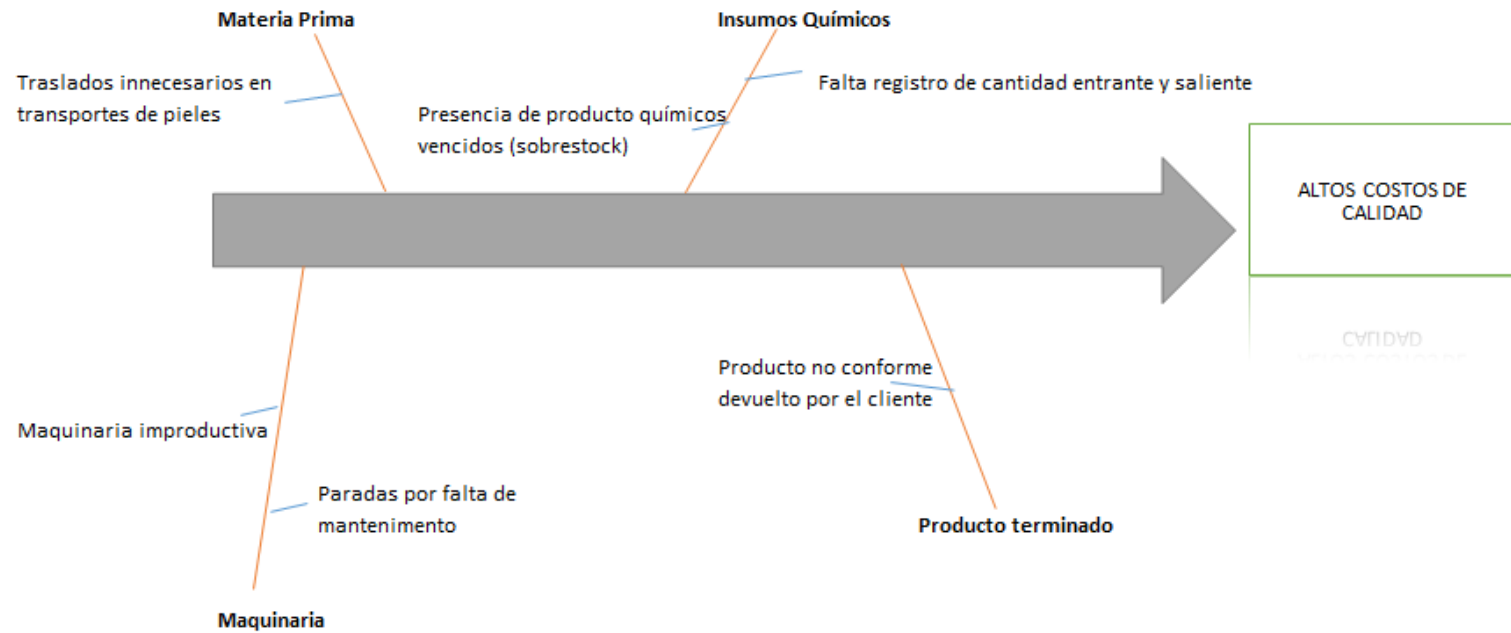 Materia Prima
Insumos Químicos
Traslados innecesarios en
transportes de pieles
Falta registro de cantidad entrante y saliente
Presencia de producto químicos
vencidos (sobrestock)
ALTOS COSTOS DE
CALIDAD
Producto no conforme
devuelto por el cliente
Maquinaria improductiva
Paradas por falta de
mantenimento
Producto terminado
Maquinaria